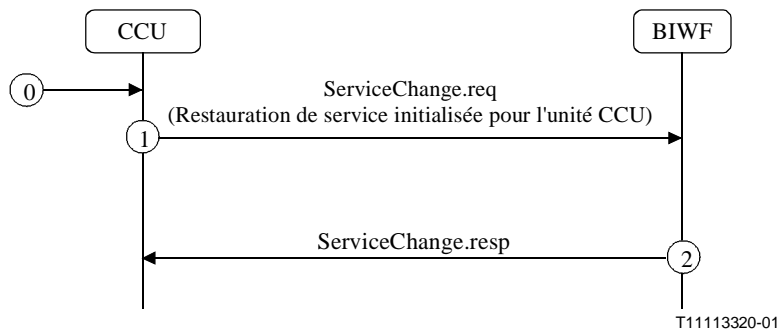 CCU
BIWF
0
ServiceChange.req
(Restauration de service initialisée pour l'unité CCU)
1
ServiceChange.resp
2
T11113320-01